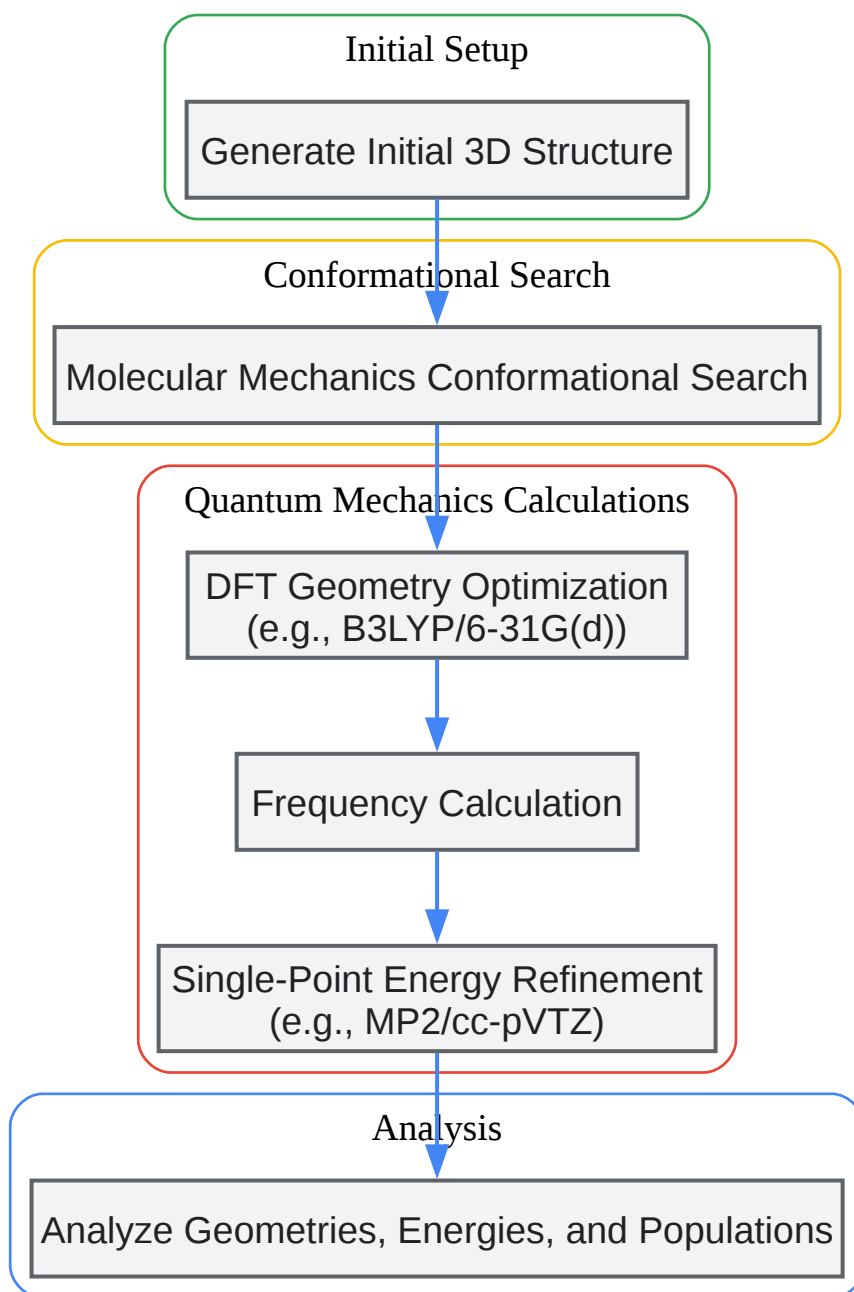 Initial Setup
Generate Initial 3D Structure
Conformational Search
Molecular Mechanics Conformational Search
Quantum Mechanics Calculations
DFT Geometry Optimization
(e.g., B3LYP/6-31G(d))
Frequency Calculation
Single-Point Energy Refinement
(e.g., MP2/cc-pVTZ)
Analysis
Analyze Geometries, Energies, and Populations